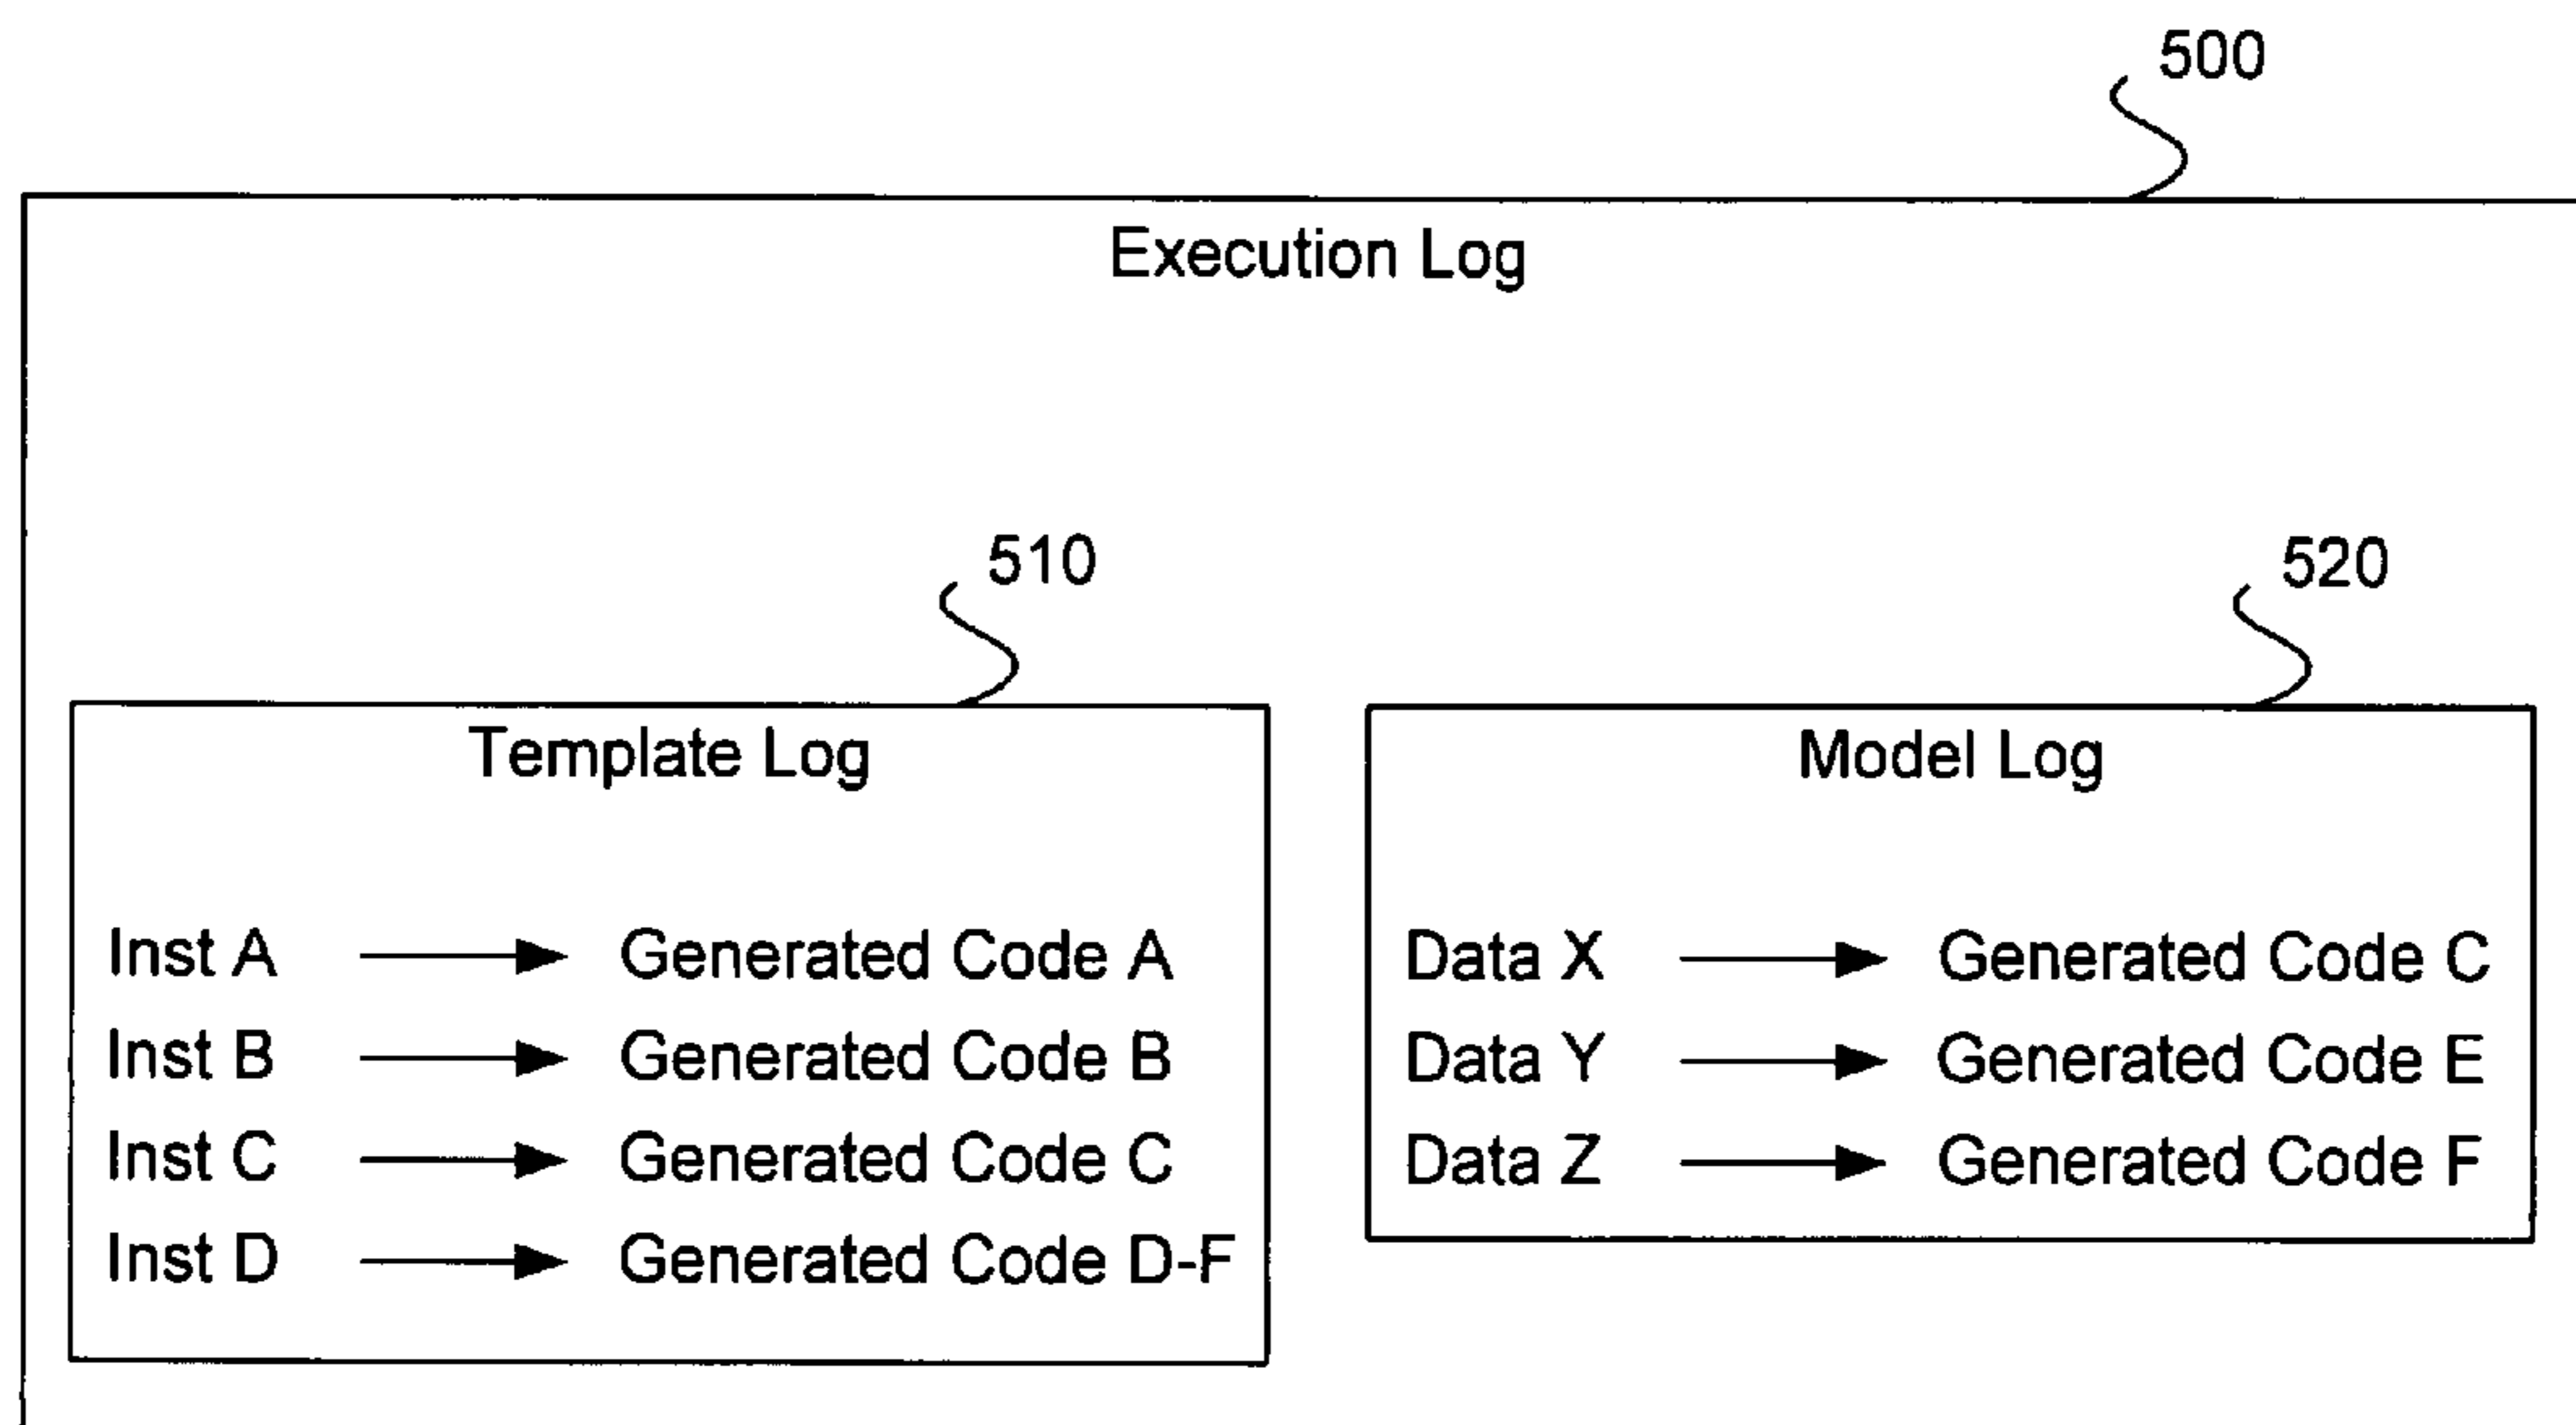 500
Execution Log
510
520
Template Log
Inst A Generated Code A
Inst B Generated Code B
Inst C Generated Code C
Inst D Generated Code D-F
Model Log
Data X Generated Code C
Data Y Generated Code E
Data Z Generated Code F